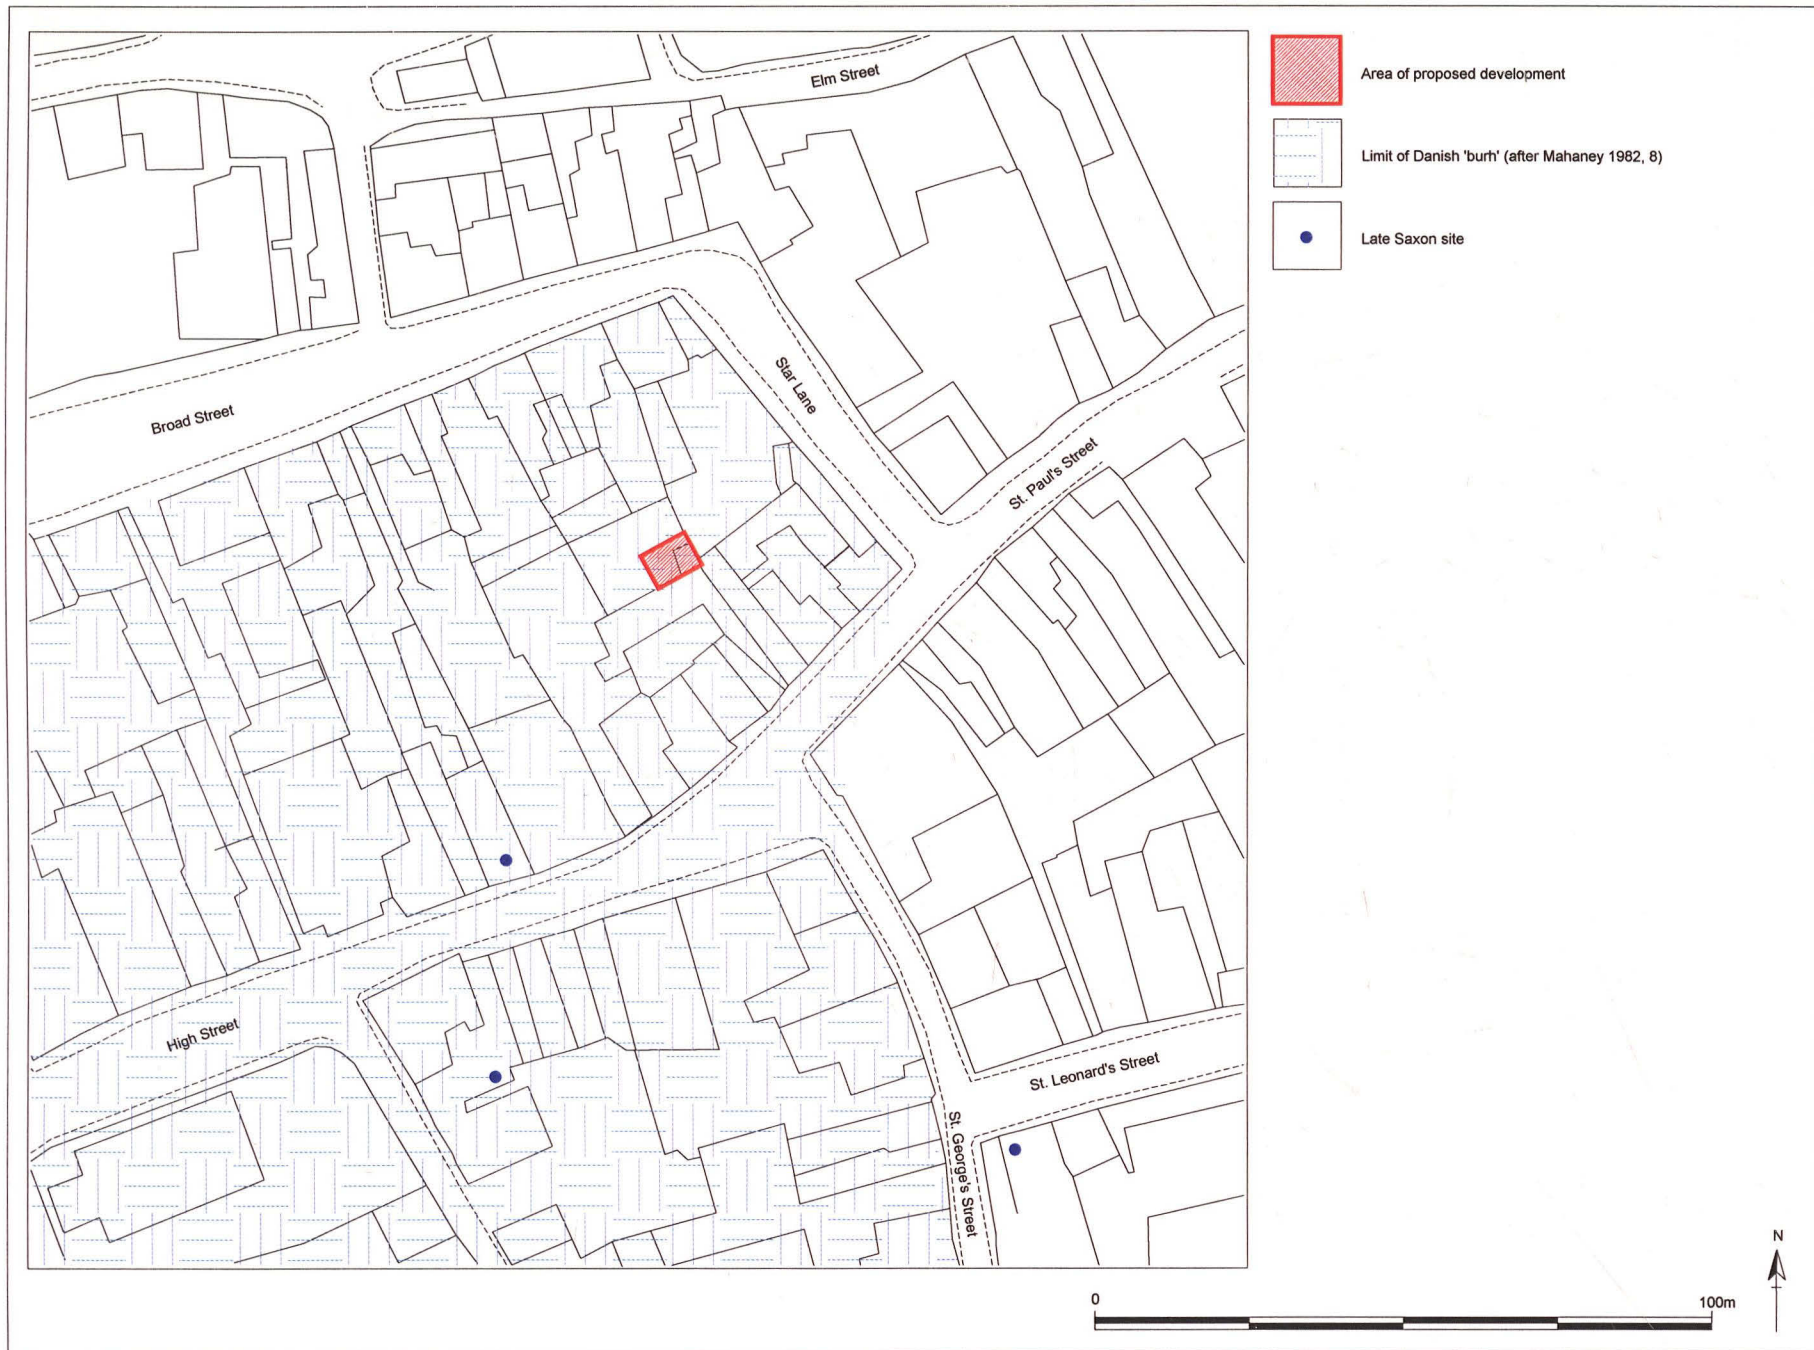 Elm Street
Area of proposed development
Limit of Danish 'burh' (after Mahaney 1982, 8)
Late Saxon site
Star Lane
Broad Street
St. Paul's Street
High Street
St. Leonard's Street
St. George's Street
N
0
100m